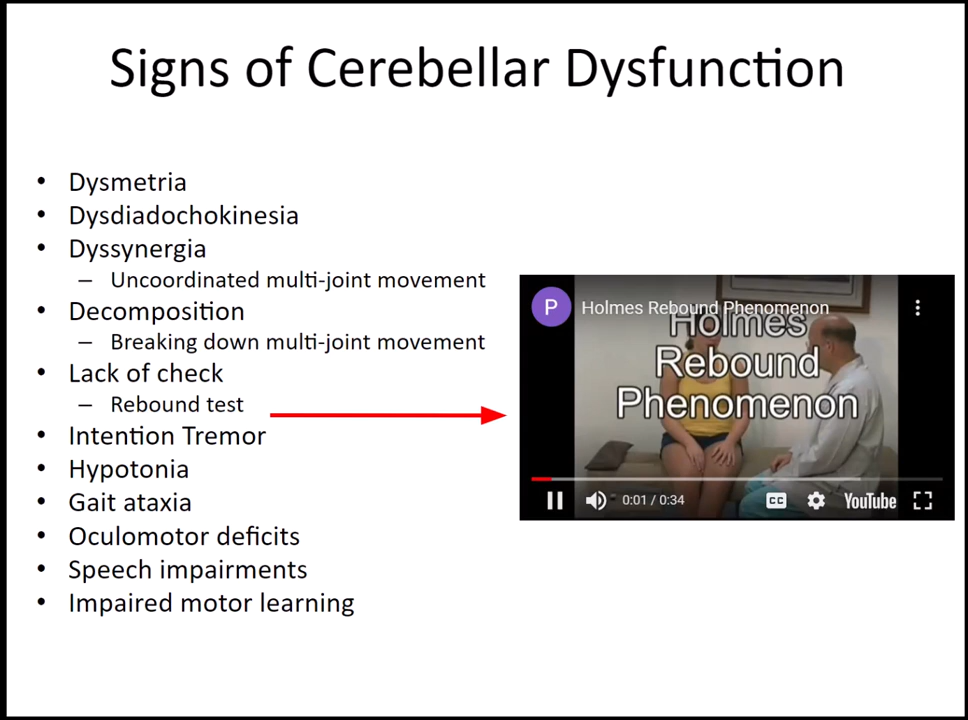 Signs of Cerebellar Dysfunction
• Dysmetria
• Dysdiadochokinesia
• Dyssynergia
– Uncoordinated multi-joint movement
• Decomposition
– Breaking down multi-joint movement
• Lack of check
– Rebound test
• Intention Tremor
• Hypotonia
• Gait ataxia
• Oculomotor deficits
• Speech impairments
• Impaired motor learning
P Holmes Rebound Phenomenon
Holmes
Rebound
Phenomenon
0:01 / 0:34 CC YouTube